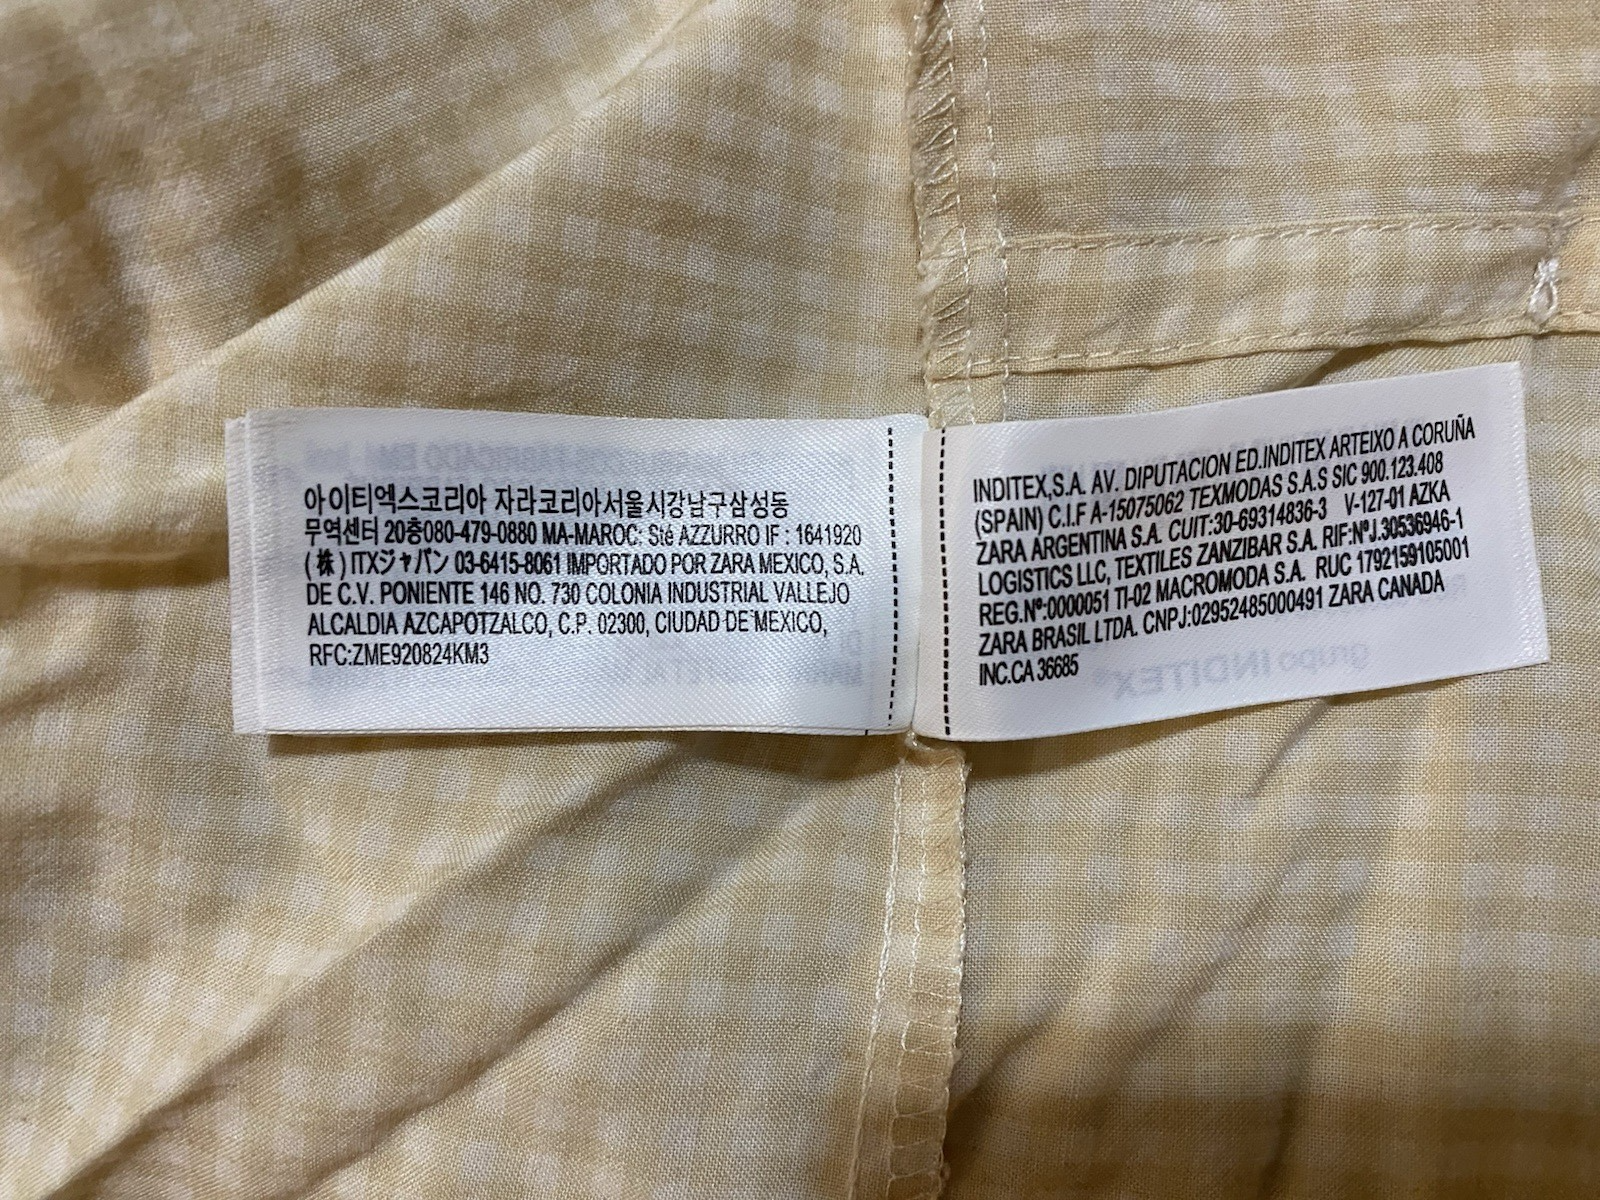 아이티엑스코리아 자라코리아서울시강남구삼성동
무역센터 20층080-479-0880 MA-MAROC: Sté AZZURRO IF : 1641920
(株) ITXジャパン 03-6415-8061 IMPORTADO POR ZARA MEXICO, S.A.
DE C.V. PONIENTE 146 NO. 730 COLONIA INDUSTRIAL VALLEJO
ALCALDIA AZCAPOTZALCO, C.P. 02300, CIUDAD DE MEXICO,
RFC:ZME920824KM3
INDITEX,S.A. AV. DIPUTACION ED.INDITEX ARTEIXO A CORUÑA
(SPAIN) C.I.F A-15075062 TEXMODAS S.A.S SIC 900.123.408
ZARA ARGENTINA S.A. CUIT:30-69314836-3 V-127-01 AZKA
LOGISTICS LLC, TEXTILES ZANZIBAR S.A. RIF:NºJ.30536946-1
REG.Nº:0000051 TI-02 MACROMODA S.A. RUC 1792159105001
ZARA BRASIL LTDA. CNPJ:02952485000491 ZARA CANADA
INC.CA 36685
grupo INDITEX